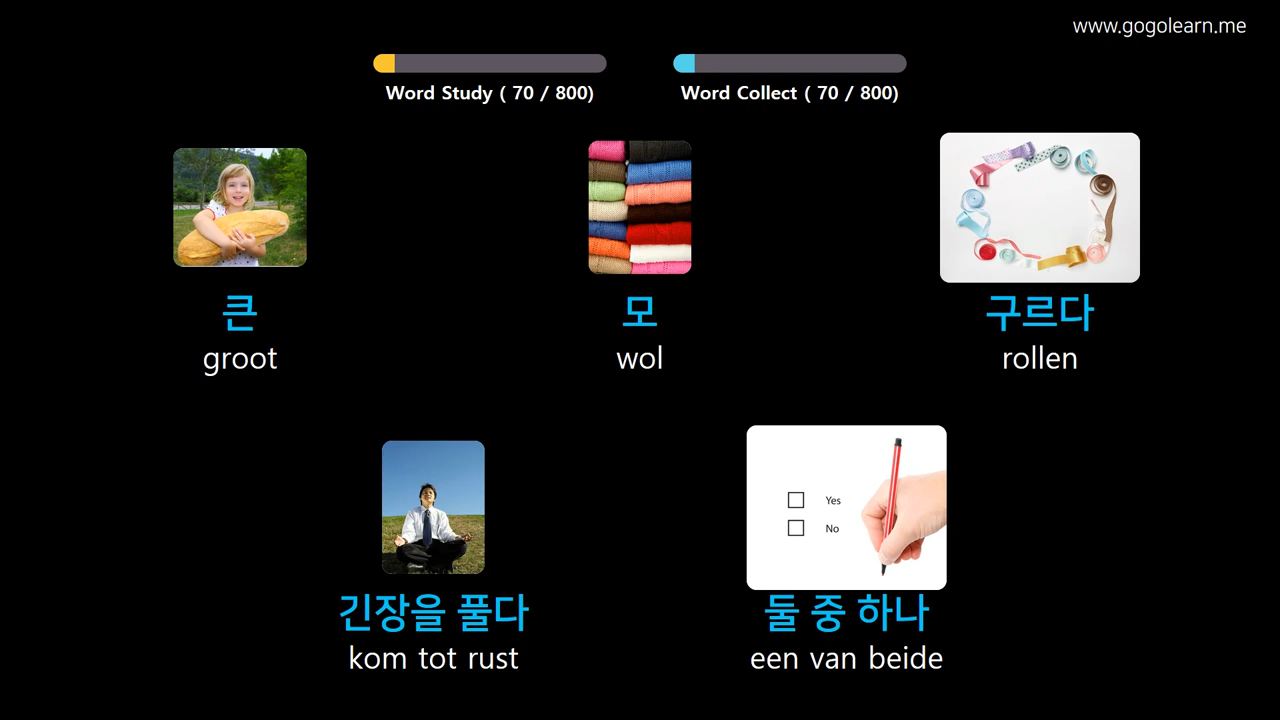 www.gogolearn.me
Word Study ( 70 / 800)
Word Collect ( 70 / 800)
큰
groot
모
wol
구르다
rollen
Yes
No
긴장을 풀다
kom tot rust
둘 중 하나
een van beide